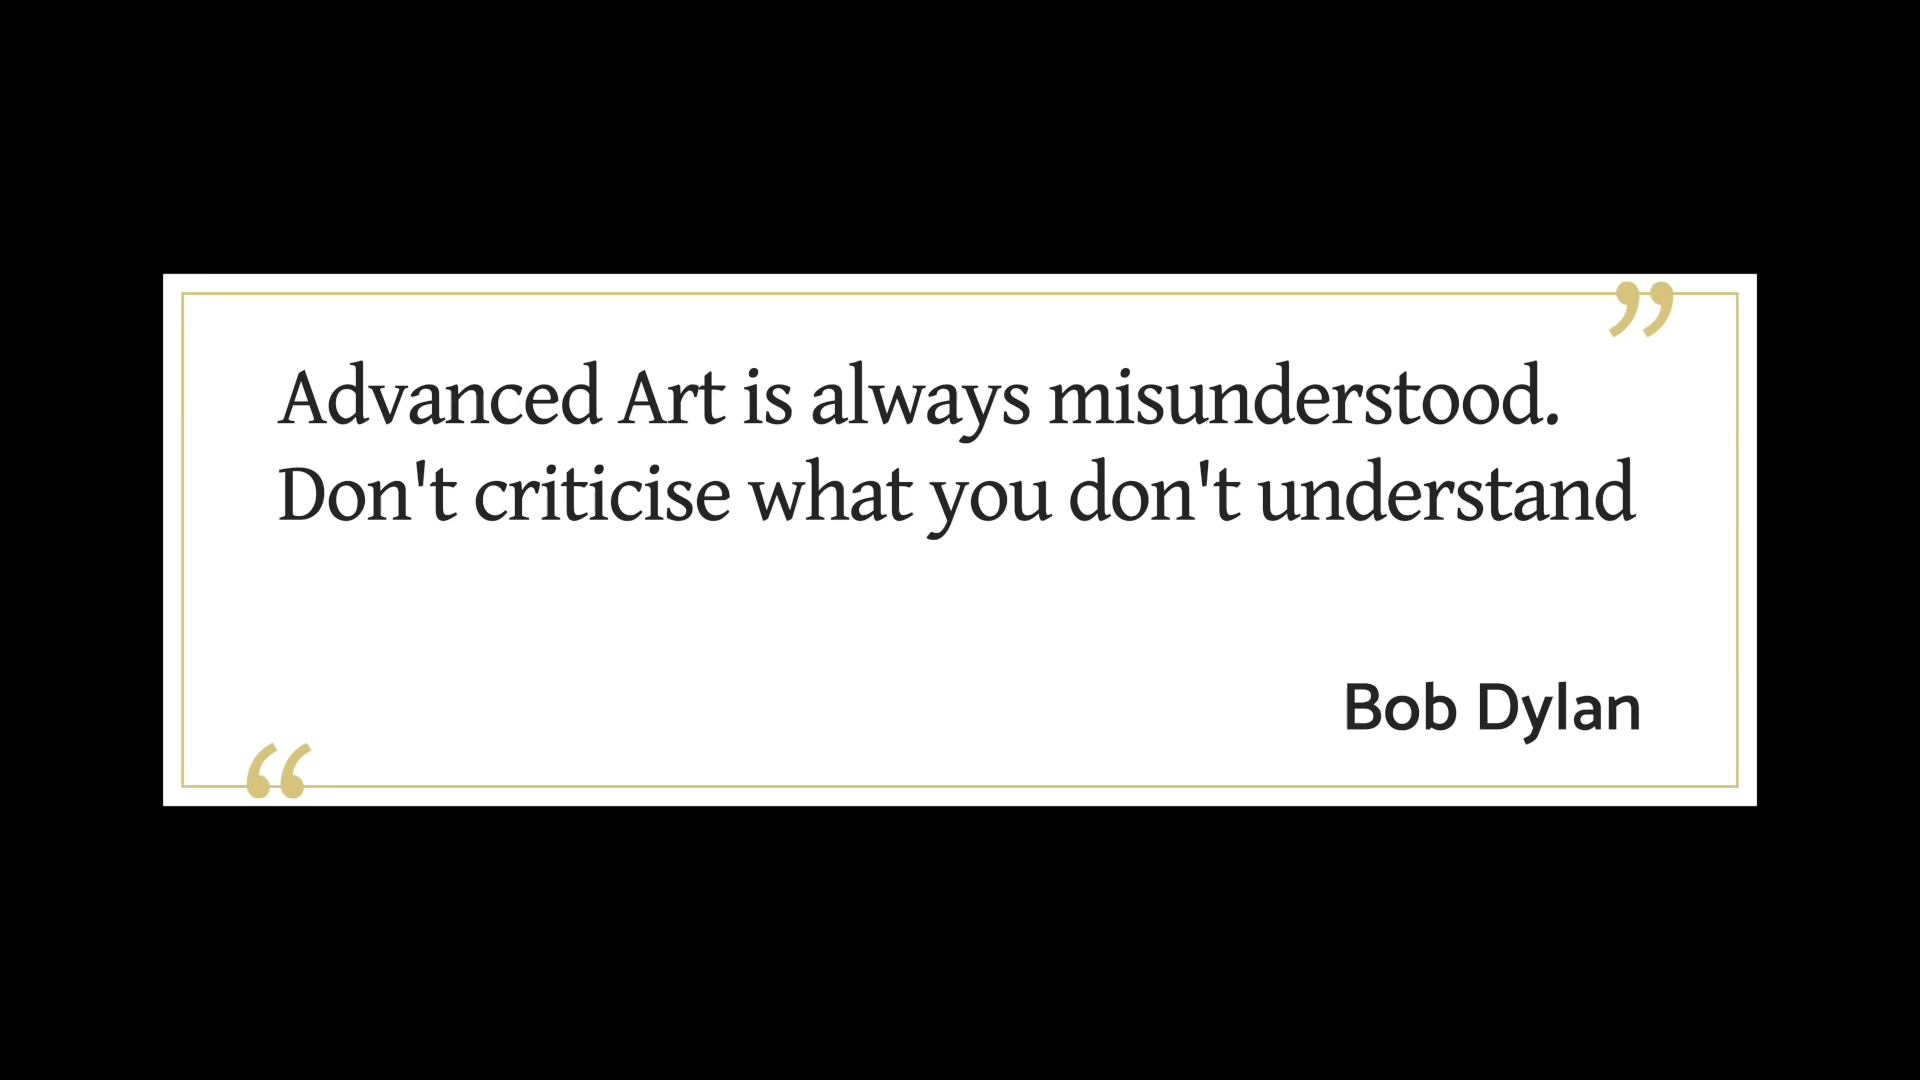 Advanced Art is always misunderstood.
Don't criticise what you don't understand
Bob Dylan